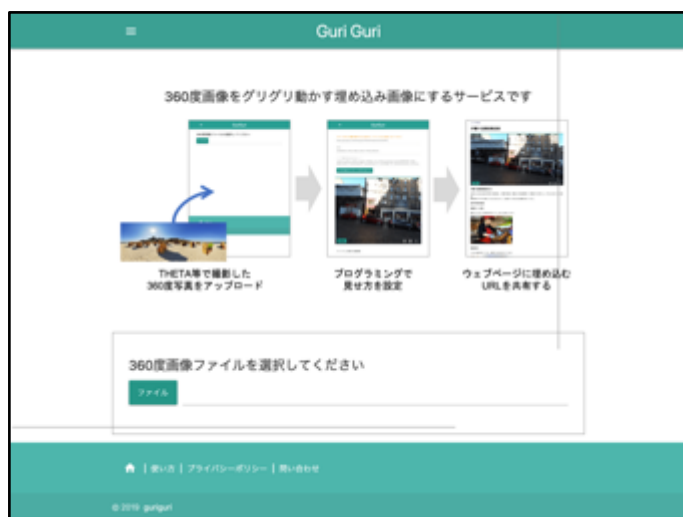 Guri Guri
360度画像をグリグリ動かす埋め込み画像にするサービスです
THETA等で撮影した
360度写真をアップロード
プログラミングで
見せ方を設定
ウェブページに埋め込む
URLを共有する
360度画像ファイルを選択してください
ファイル
| 使い方 | プライバシーポリシー | 問い合わせ
© 2019 guriguri